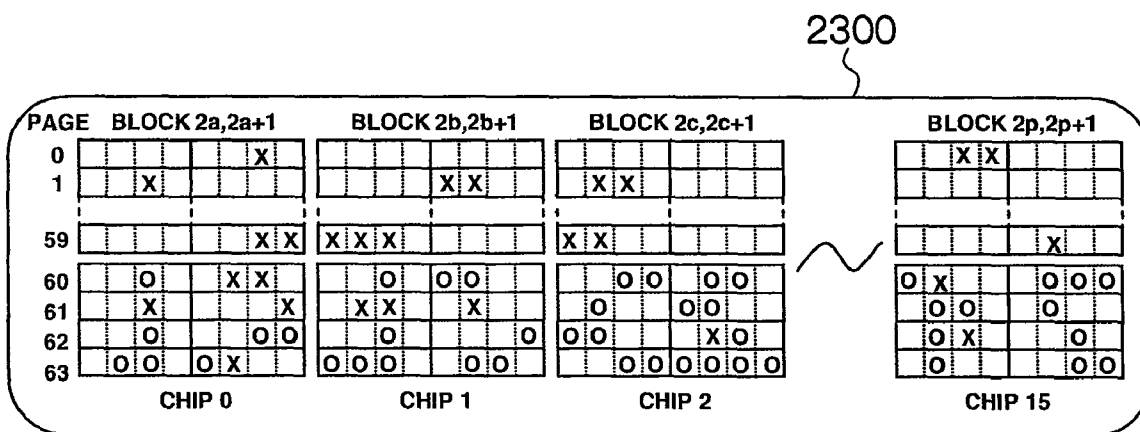 2300
PAGE BLOCK 2a,2a+1 BLOCK 2b,2b+1 BLOCK 2c,2c+1 BLOCK 2p,2p+1
0 X X X
1 X X X X X
59 X X X X X X X X
60 O X X O O O O O O O O X O O O
61 X X X X X O O O O O O
62 O O O O O O O X O O X O
63 O O O X O O O O O O O O O O O O O O
CHIP 0 CHIP 1 CHIP 2 CHIP 15